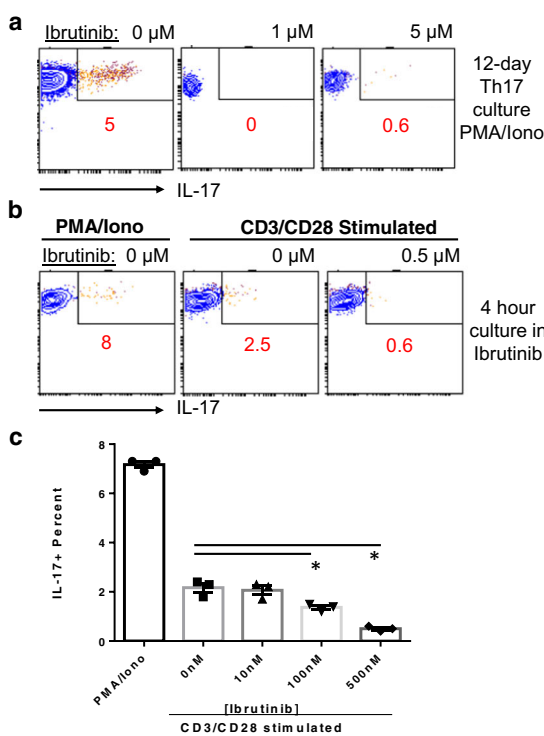 a
Ibrutinib: 0 µM 1 µM 5 µM
5
0
0.6
12-day
Th17
culture
PMA/Iono
IL-17
b
PMA/Iono CD3/CD28 Stimulated
Ibrutinib: 0 µM 0 µM 0.5 µM
8
2.5
0.6
4 hour
culture in
Ibrutinib
IL-17
c
IL-17+ Percent
8
6
4
2
0
* *
PMA/Iono 0nM 10nM 100nM 500nM
[Ibrutinib]
CD3/CD28 stimulated